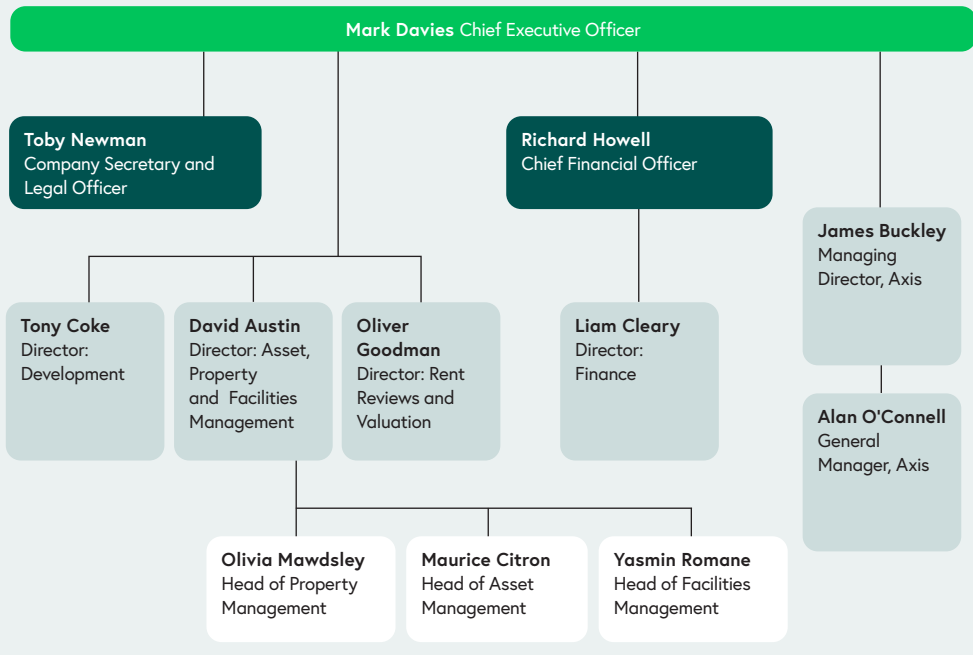 Mark Davies Chief Executive Officer
Toby Newman
Company Secretary and
Legal Officer
Richard Howell
Chief Financial Officer
James Buckley
Managing
Director, Axis
Tony Coke
Director:
Development
David Austin
Director: Asset,
Property
and Facilities
Management
Oliver
Goodman
Director: Rent
Reviews and
Valuation
Liam Cleary
Director:
Finance
Alan O'Connell
General
Manager, Axis
Olivia Mawdsley
Head of Property
Management
Maurice Citron
Head of Asset
Management
Yasmin Romane
Head of Facilities
Management